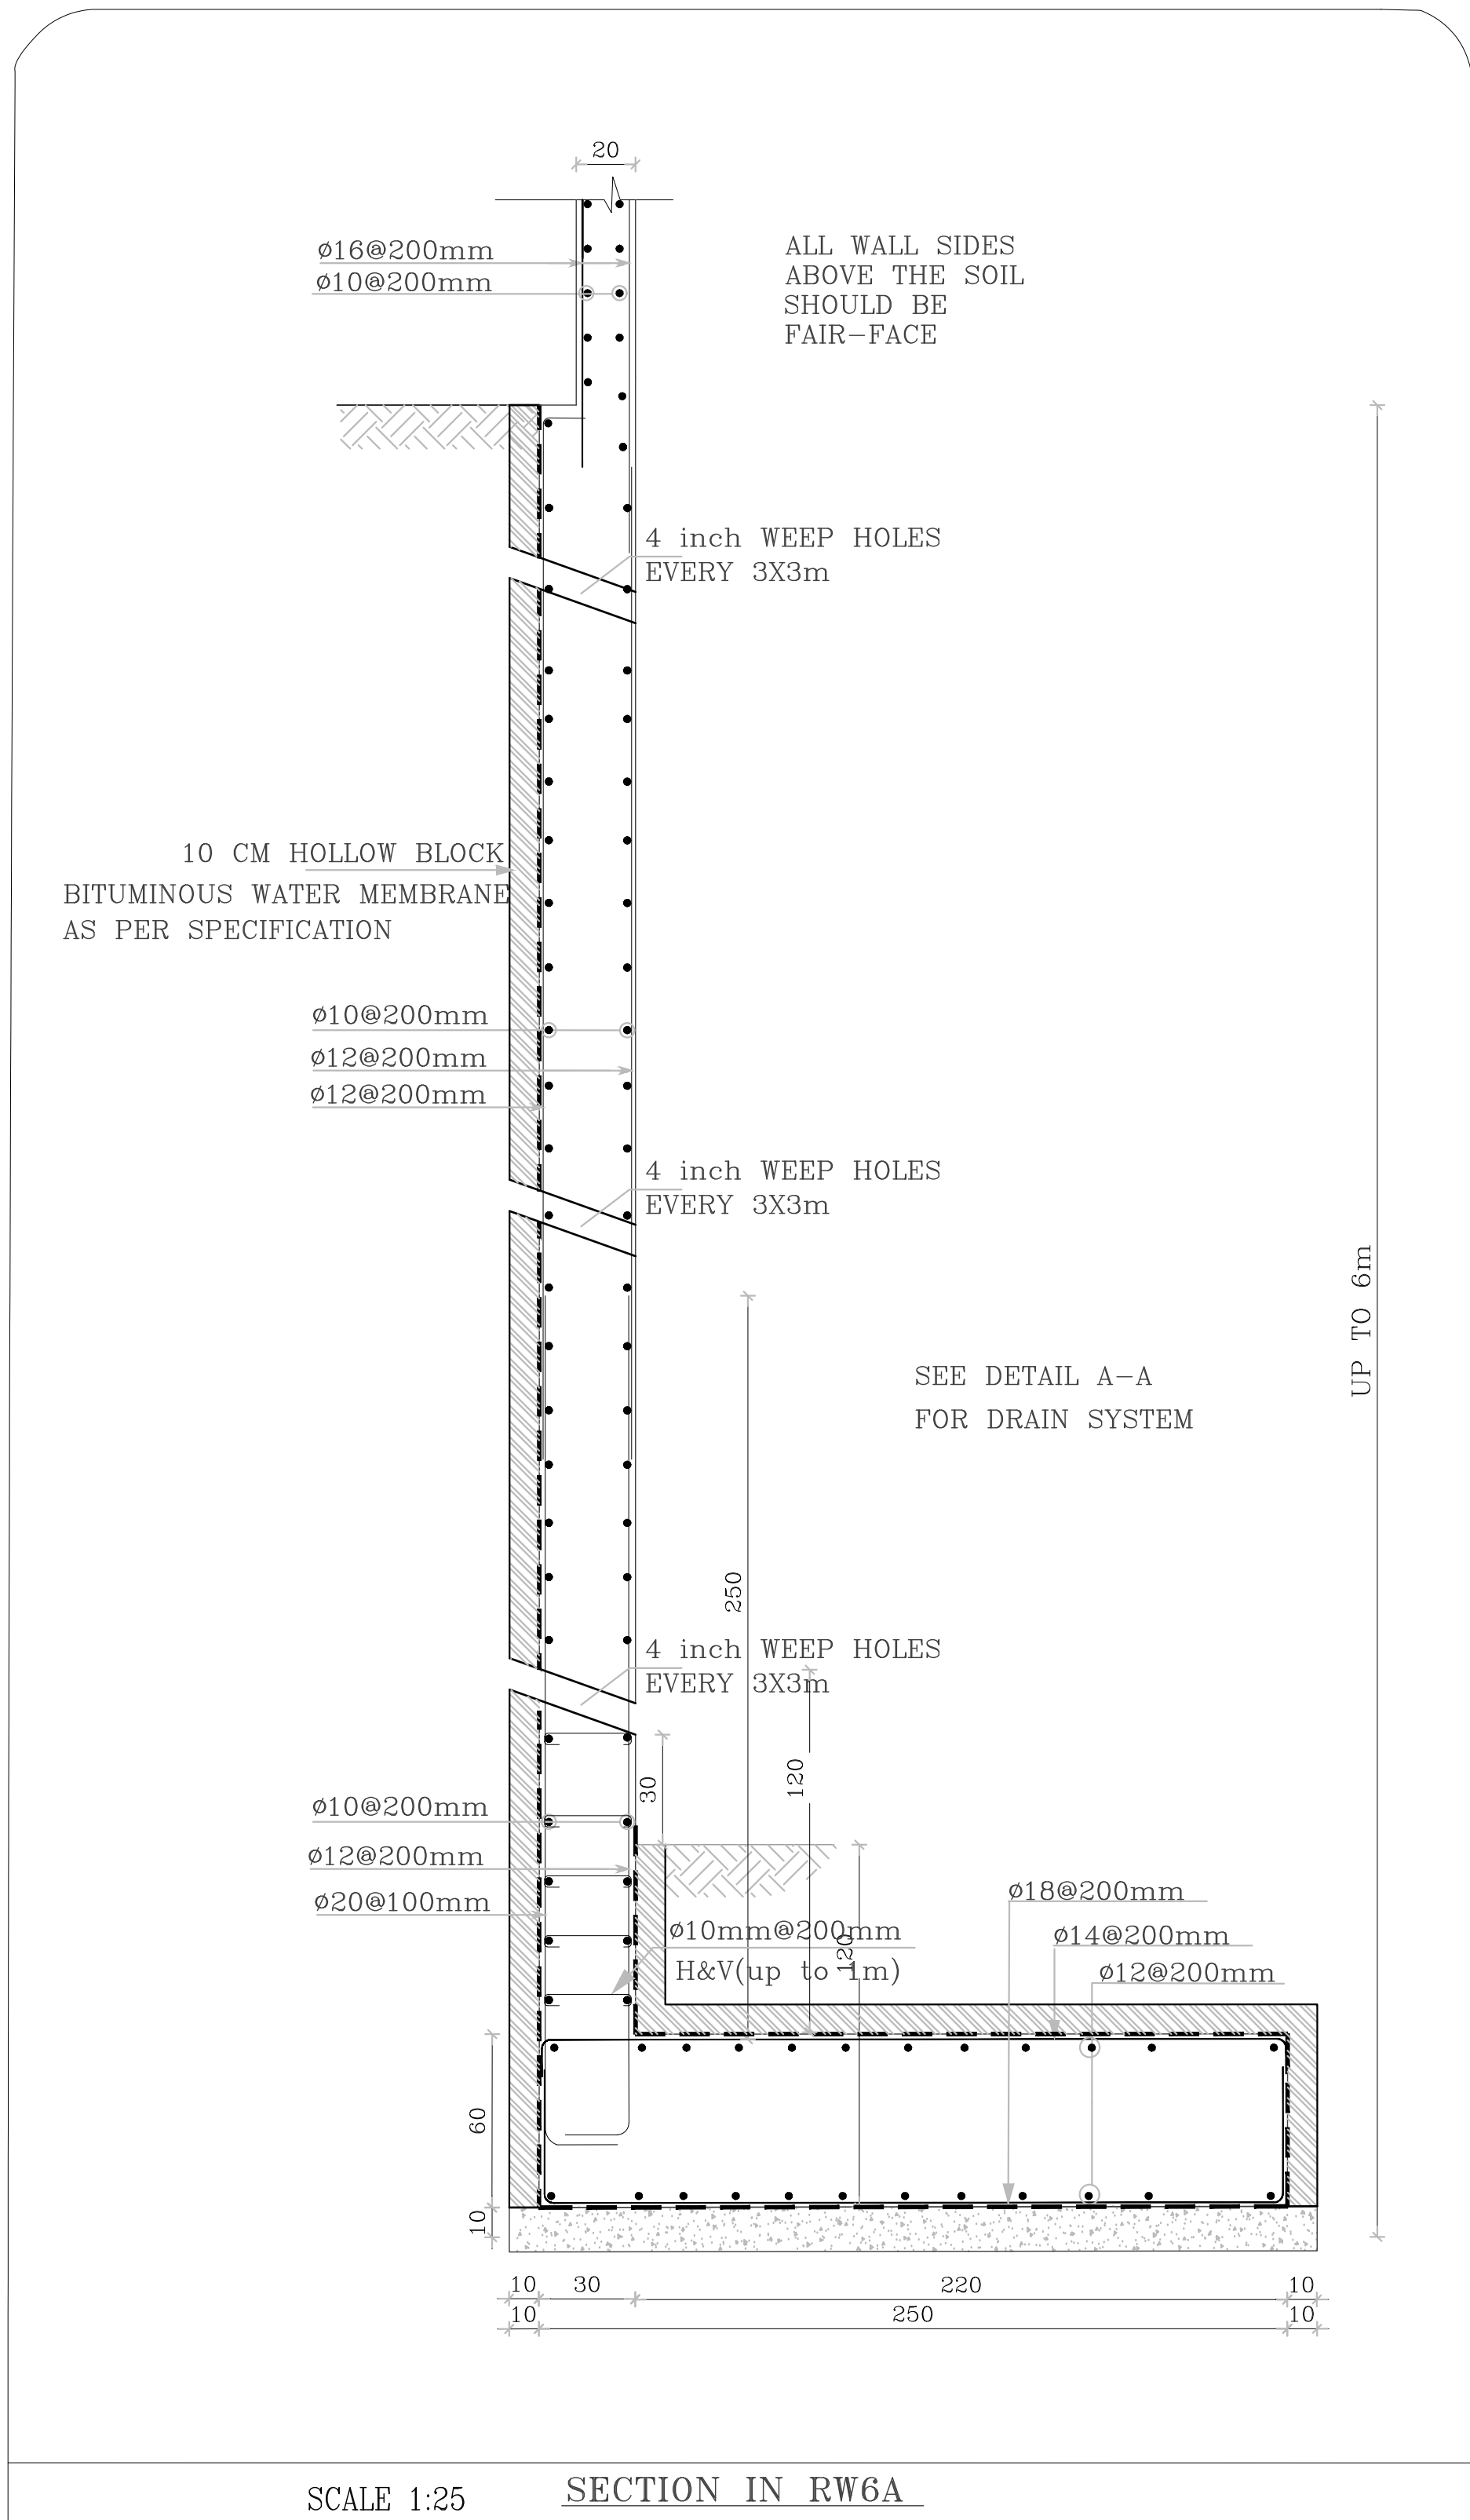 20
ø16@200mm
ø10@200mm
ALL WALL SIDES
ABOVE THE SOIL
SHOULD BE
FAIR-FACE
4 inch WEEP HOLES
EVERY 3X3m
10 CM HOLLOW BLOCK
BITUMINOUS WATER MEMBRANE
AS PER SPECIFICATION
ø10@200mm
ø12@200mm
ø12@200mm
4 inch WEEP HOLES
EVERY 3X3m
UP TO 6m
SEE DETAIL A-A
FOR DRAIN SYSTEM
250
4 inch WEEP HOLES
EVERY 3X3m
30
120
ø10@200mm
ø12@200mm
ø20@100mm
ø10mm@200mm
H&V(up to 1m)
120
ø18@200mm
ø14@200mm
ø12@200mm
60
10
10 30 220 10
10 250 10
SCALE 1:25
SECTION IN RW6A